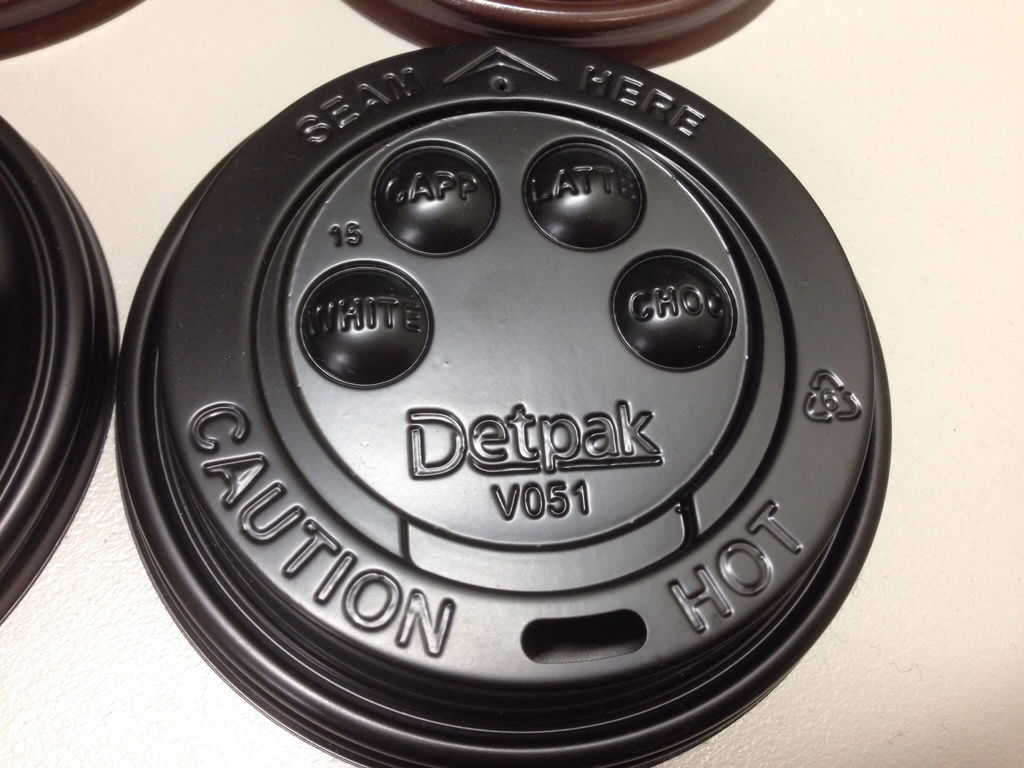 SEAM HERE
CAPP LATTE
15
WHITE CHOC
6
Detpak
V051
CAUTION HOT